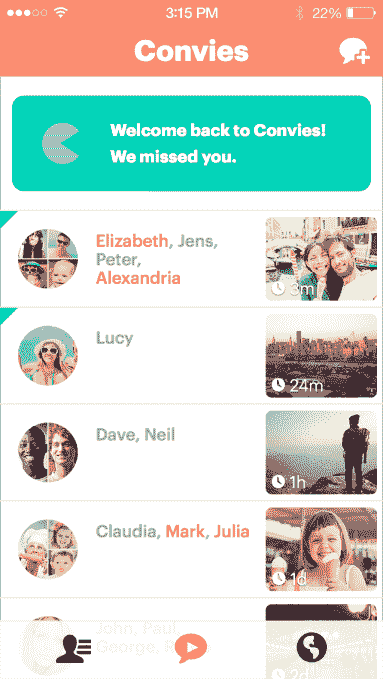 3:15 PM
22%
Convies
Welcome back to Convies!
We missed you.
Elizabeth, Jens,
Peter,
Alexandria
3m
Lucy
24m
Dave, Neil
1h
Claudia, Mark, Julia
1d
John, Paul,
George,
2d